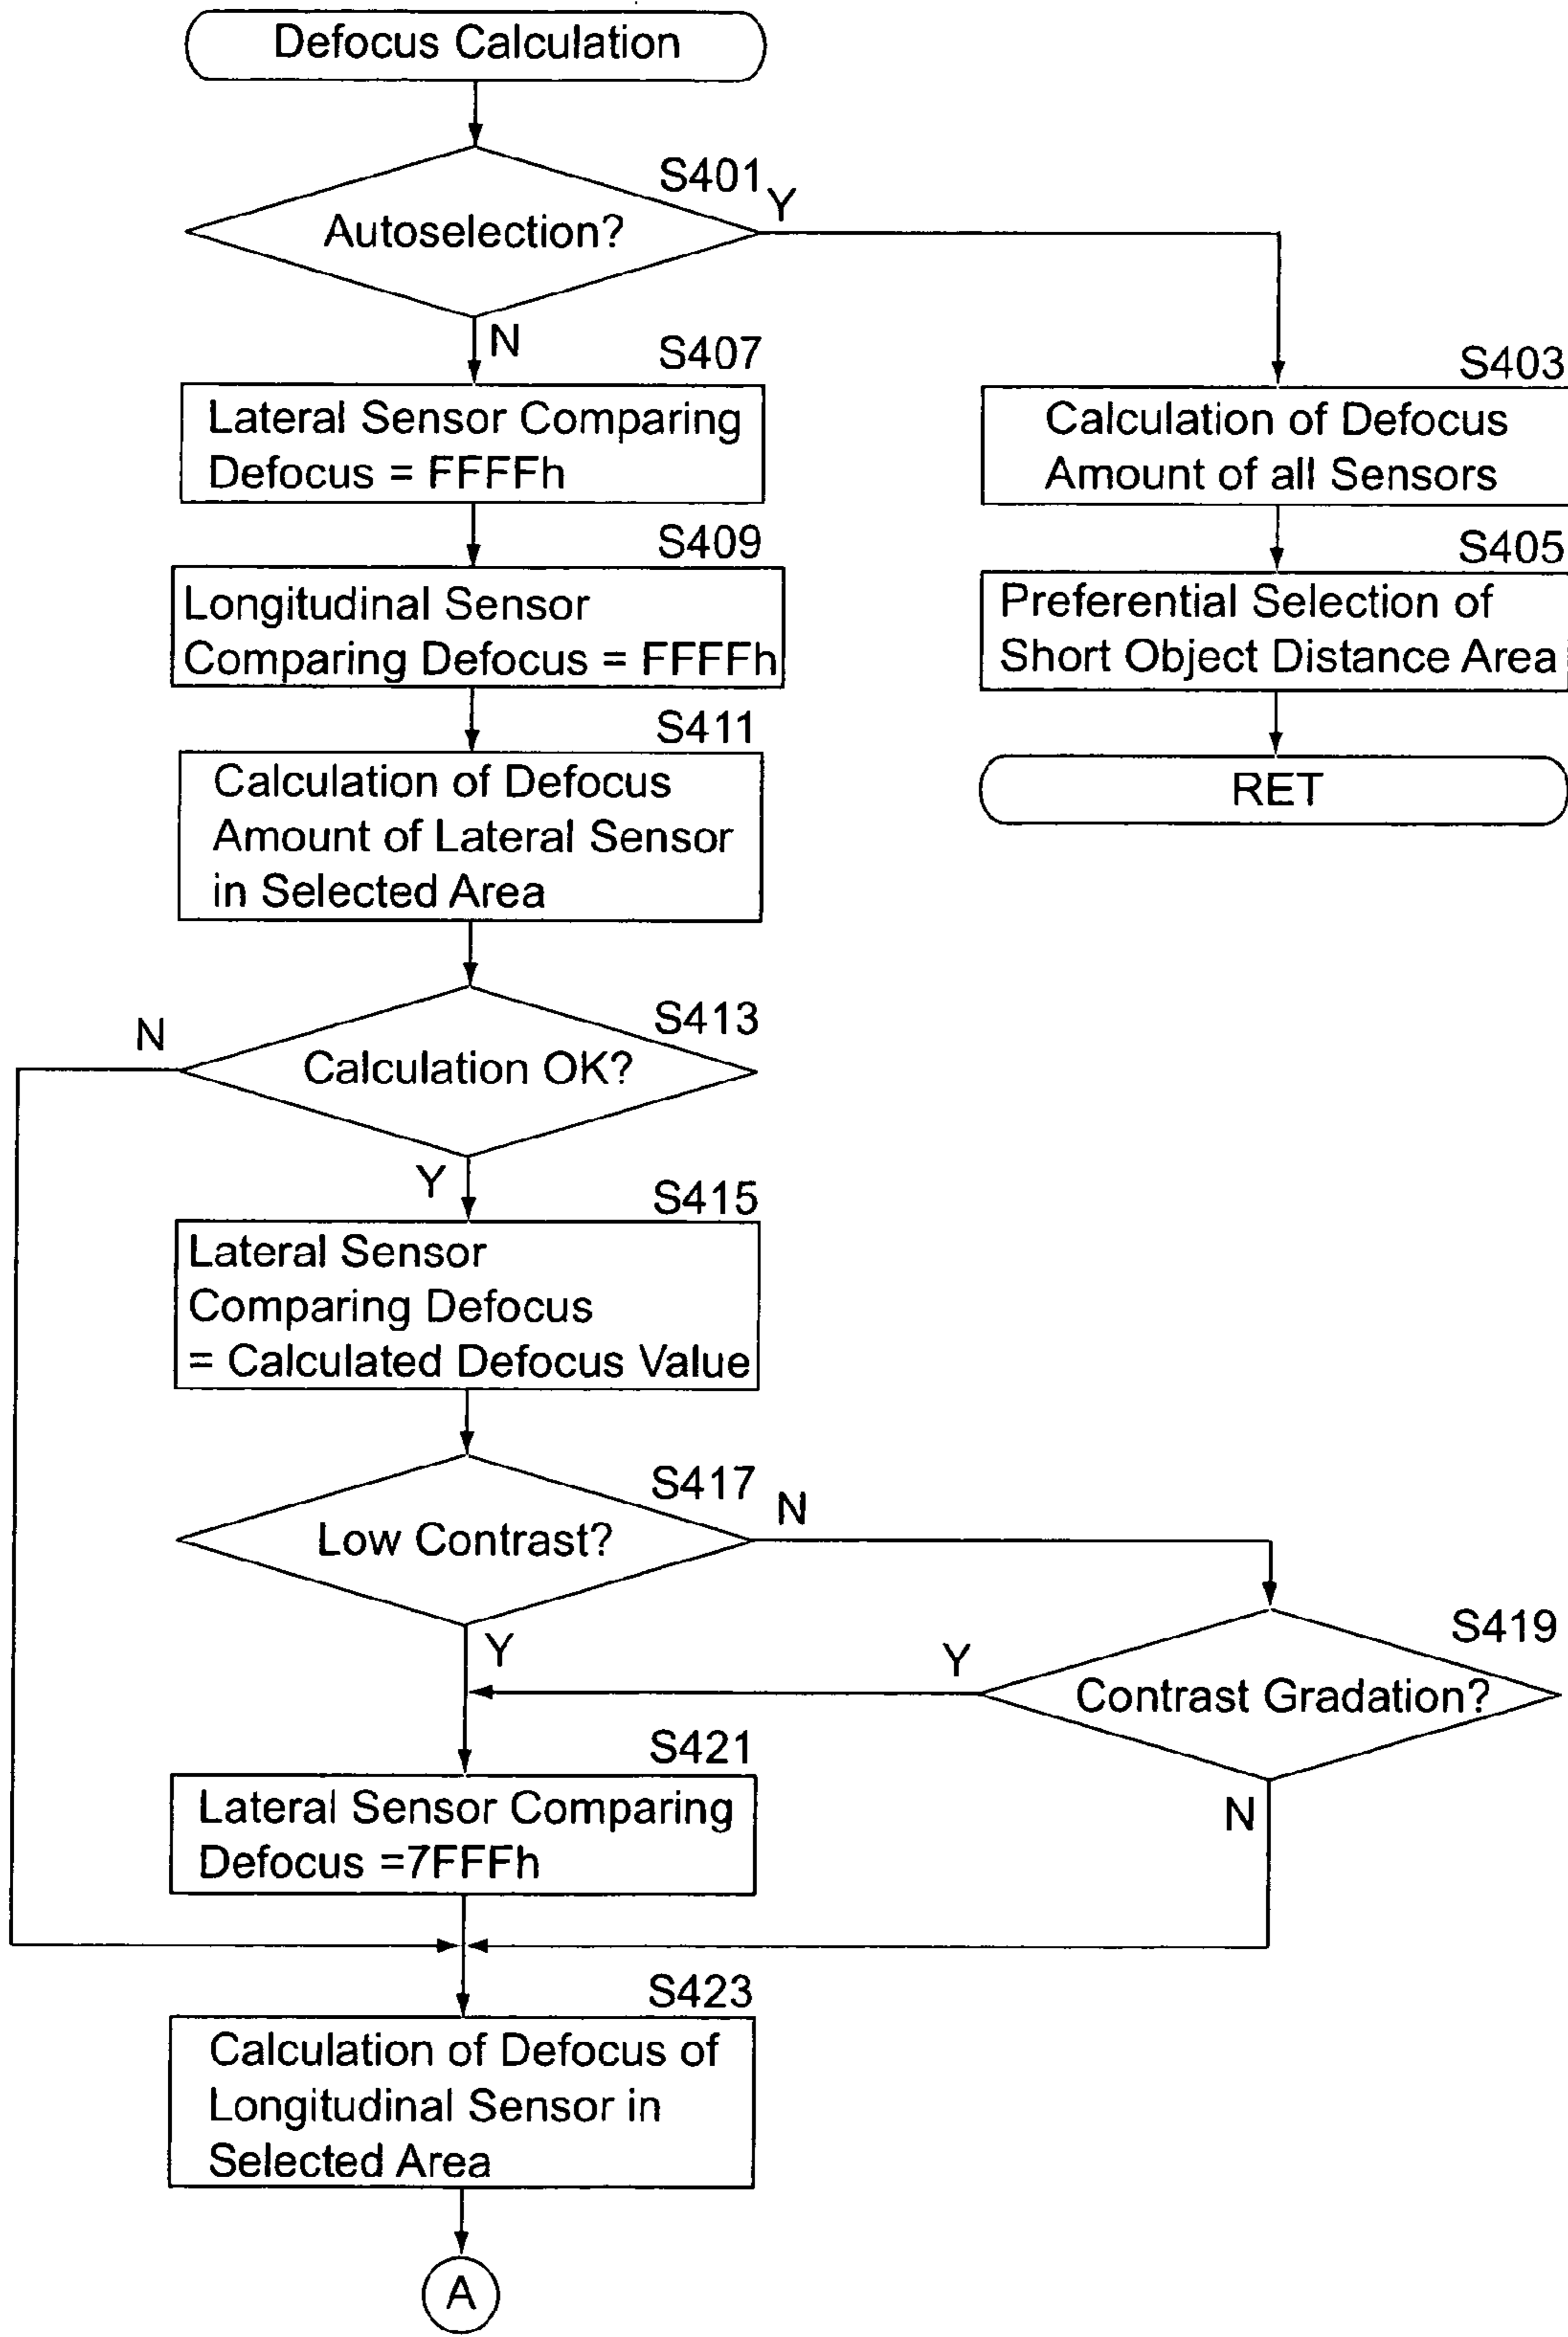 Defocus Calculation
S401
Autoselection?
Y
N
S407
Lateral Sensor Comparing
Defocus = FFFFh
S403
Calculation of Defocus
Amount of all Sensors
S409
Longitudinal Sensor
Comparing Defocus = FFFFh
S405
Preferential Selection of
Short Object Distance Area
S411
Calculation of Defocus
Amount of Lateral Sensor
in Selected Area
RET
S413
N
Calculation OK?
Y
S415
Lateral Sensor
Comparing Defocus
= Calculated Defocus Value
S417
N
Low Contrast?
Y
S419
Y
Contrast Gradation?
N
S421
Lateral Sensor Comparing
Defocus =7FFFh
S423
Calculation of Defocus of
Longitudinal Sensor in
Selected Area
A